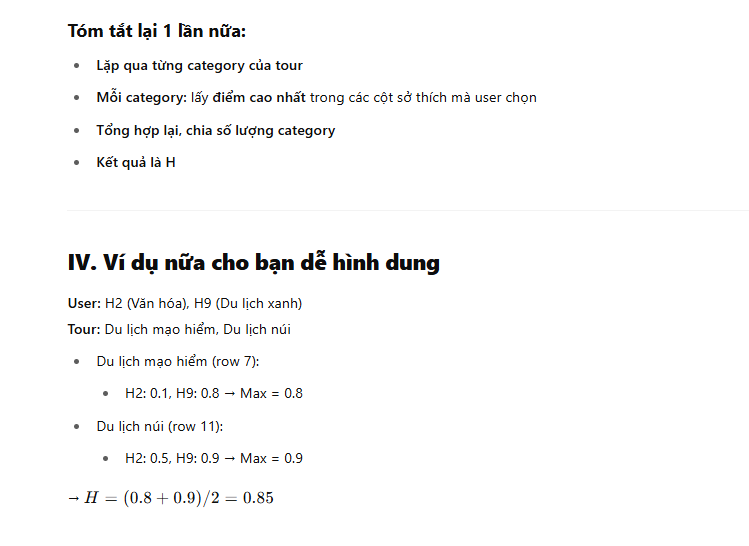 Tóm tắt lại 1 lần nữa:
• Lặp qua từng category của tour
• Mỗi category: lấy điểm cao nhất trong các cột sở thích mà user chọn
• Tổng hợp lại, chia số lượng category
• Kết quả là H
IV. Ví dụ nữa cho bạn dễ hình dung
User: H2 (Văn hóa), H9 (Du lịch xanh)
Tour: Du lịch mạo hiểm, Du lịch núi
• Du lịch mạo hiểm (row 7):
• H2: 0.1, H9: 0.8 → Max = 0.8
• Du lịch núi (row 11):
• H2: 0.5, H9: 0.9 → Max = 0.9
→ H = (0.8 + 0.9)/2 = 0.85